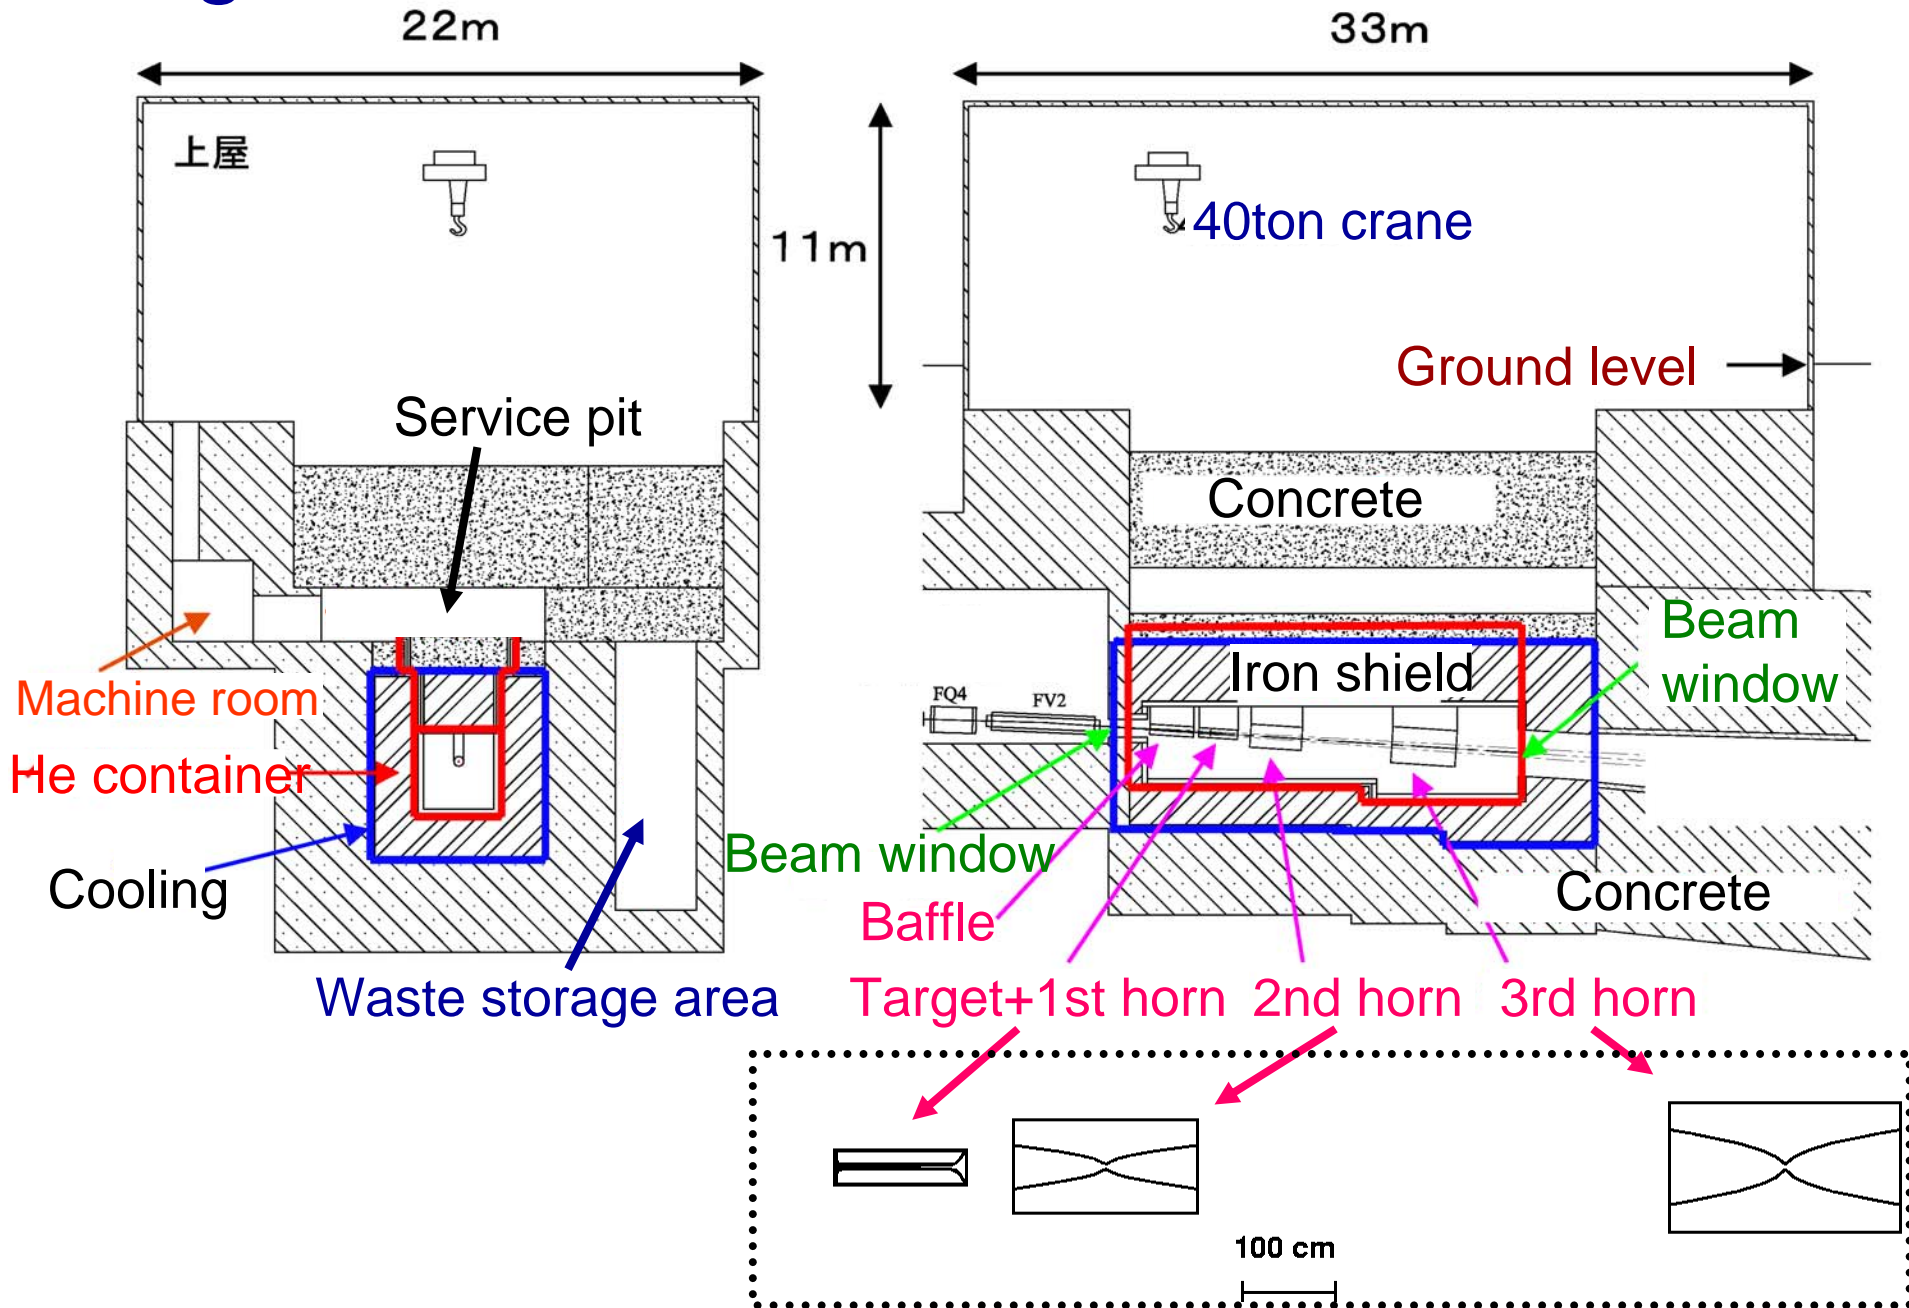 22m
33m
上屋
40ton crane
11m
Ground level
Service pit
Concrete
Beam
window
Iron shield
Machine room
FQ4
FV2
He container
Beam window
Cooling
Concrete
Baffle
Waste storage area
Target+1st horn
2nd horn
3rd horn
100 cm